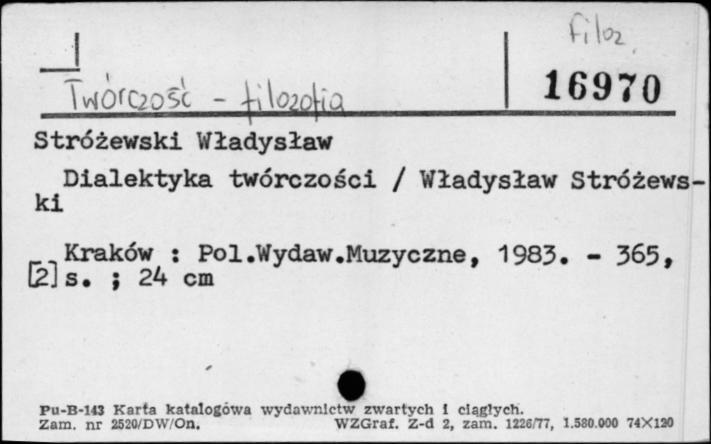 Filoz.
Twórczość - filozofia
16970
Stróżewski Władysław
Dialektyka twórczości / Władysław Stróżews-
ki
Kraków : Pol.Wydaw.Muzyczne, 1983. - 365,
[2] s. ; 24 cm
Pu-B-143 Karta katalogowa wydawnictw zwartych i ciągłych.
Zam. nr 2520/DW/On. WZGraf. Z-d 2, zam. 1226/77, 1.580.000 74X120